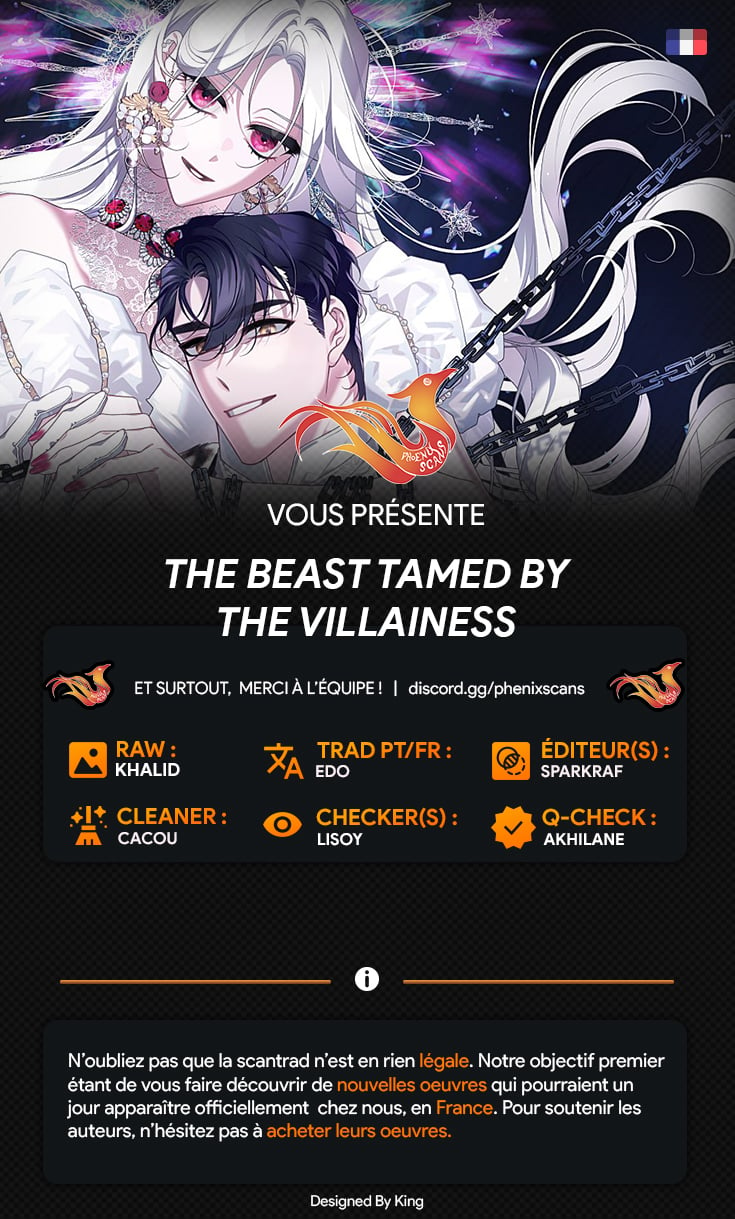 PHOENIX
SCANS
VOUS PRÉSENTE
THE BEAST TAMED BY
THE VILLAINESS
ET SURTOUT, MERCI À L'ÉQUIPE ! | discord.gg/phenixscans
RAW :
KHALID
TRAD PT/FR :
EDO
ÉDITEUR(S) :
SPARKRAF
CLEANER :
CACOU
CHECKER(S) :
LISOY
Q-CHECK :
AKHILANE
N'oubliez pas que la scantrad n'est en rien légale. Notre objectif premier
étant de vous faire découvrir de nouvelles oeuvres qui pourraient un
jour apparaître officiellement chez nous, en France. Pour soutenir les
auteurs, n'hésitez pas à acheter leurs oeuvres.
Designed By King